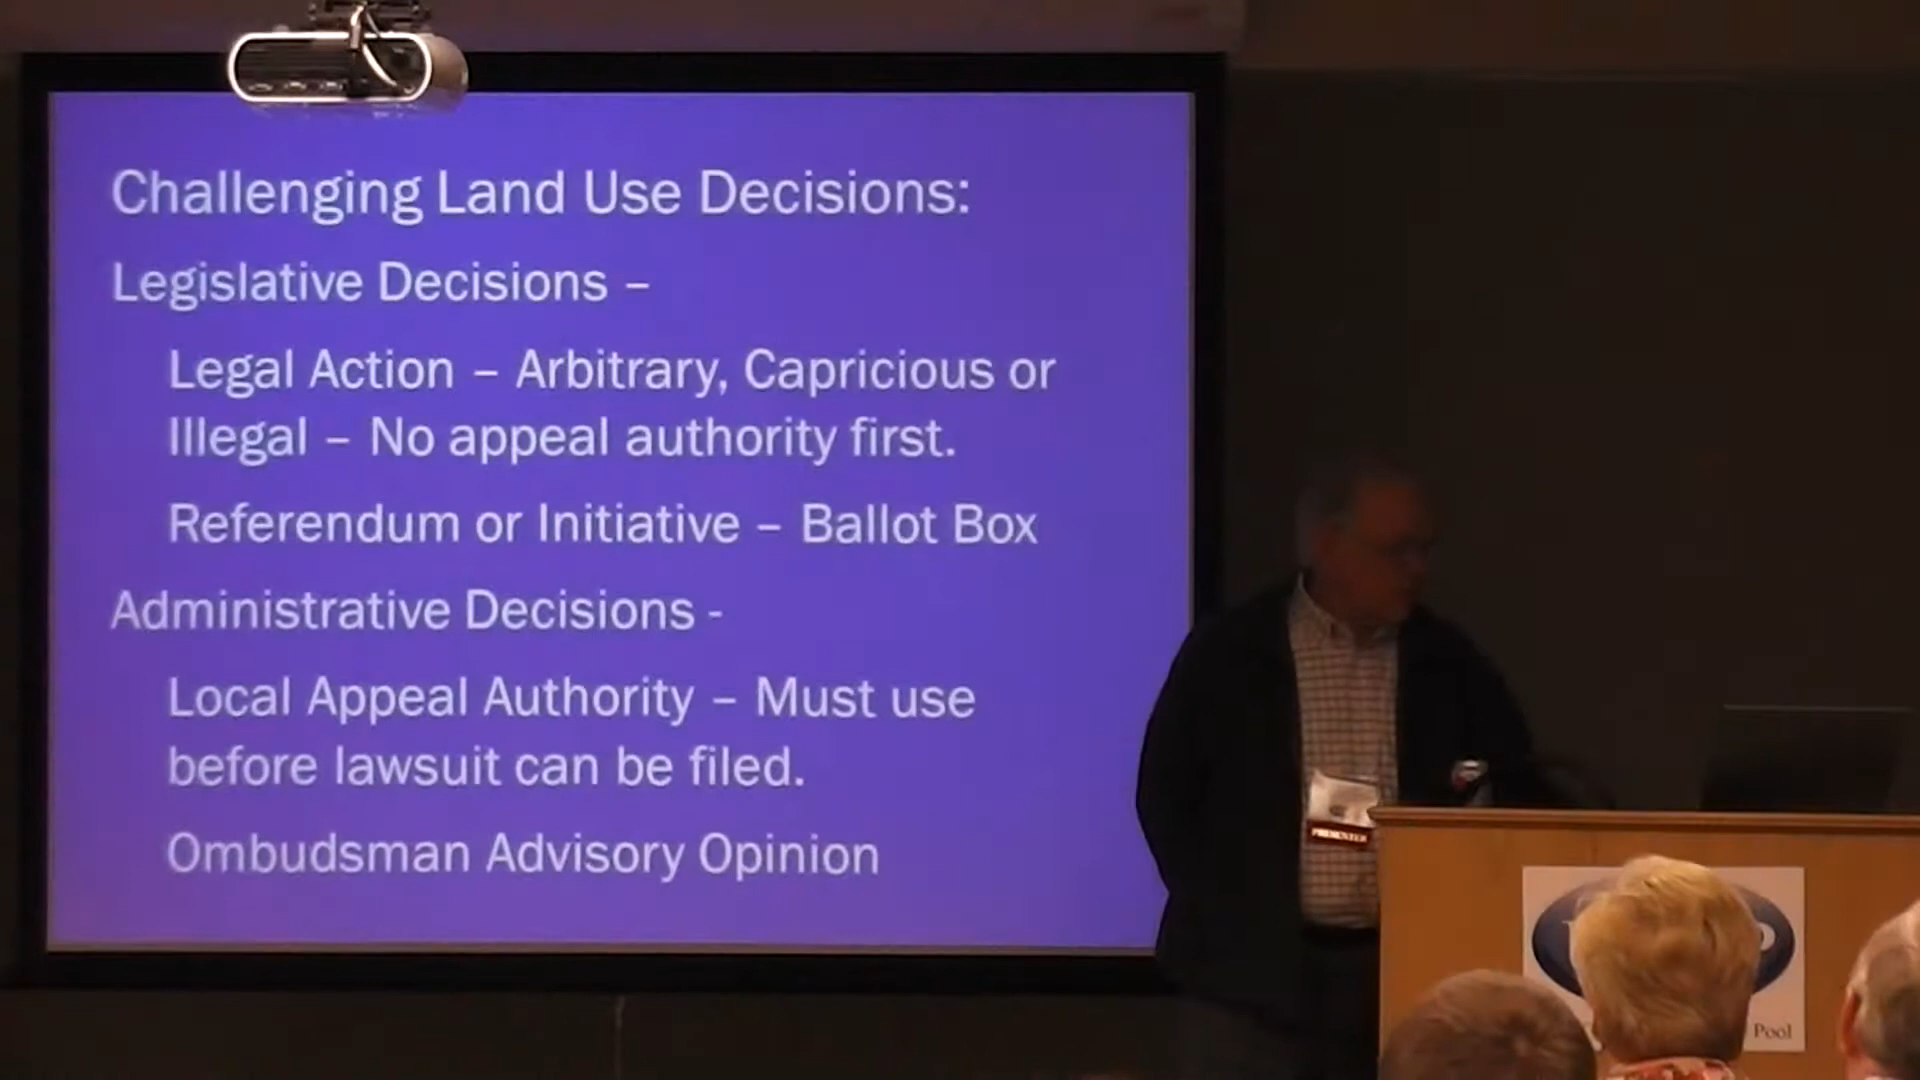 Challenging Land Use Decisions:
Legislative Decisions –
Legal Action – Arbitrary, Capricious or
Illegal – No appeal authority first.
Referendum or Initiative – Ballot Box
Administrative Decisions -
Local Appeal Authority – Must use
before lawsuit can be filed.
Ombudsman Advisory Opinion
PRESENTER
Pool